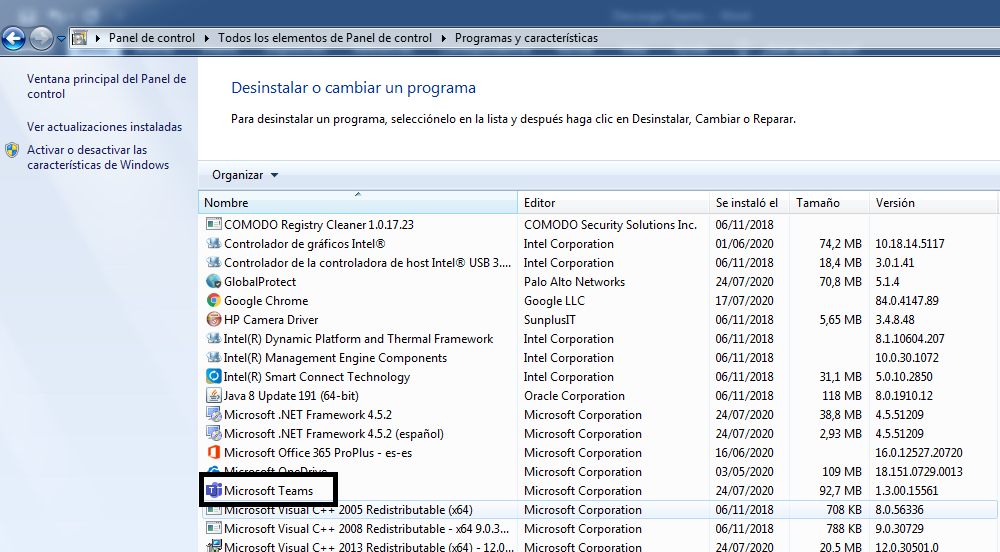 Panel de control ▸ Todos los elementos de Panel de control ▸ Programas y características
Ventana principal del Panel de
control
Ver actualizaciones instaladas
Activar o desactivar las
características de Windows
Desinstalar o cambiar un programa
Para desinstalar un programa, selecciónelo en la lista y después haga clic en Desinstalar, Cambiar o Reparar.
Organizar
Nombre Editor Se instaló el Tamaño Versión
COMODO Registry Cleaner 1.0.17.23 COMODO Security Solutions Inc. 06/11/2018
Controlador de gráficos Intel® Intel Corporation 01/06/2020 74,2 MB 10.18.14.5117
Controlador de la controladora de host Intel® USB 3.... Intel Corporation 06/11/2018 18,4 MB 3.0.1.41
GlobalProtect Palo Alto Networks 24/07/2020 70,8 MB 5.1.4
Google Chrome Google LLC 17/07/2020 84.0.4147.89
HP Camera Driver SunplusIT 06/11/2018 5,65 MB 3.4.8.48
Intel(R) Dynamic Platform and Thermal Framework Intel Corporation 06/11/2018 8.1.10604.207
Intel(R) Management Engine Components Intel Corporation 06/11/2018 10.0.30.1072
Intel(R) Smart Connect Technology Intel Corporation 06/11/2018 31,1 MB 5.0.10.2850
Java 8 Update 191 (64-bit) Oracle Corporation 06/11/2018 118 MB 8.0.1910.12
Microsoft .NET Framework 4.5.2 Microsoft Corporation 24/07/2020 38,8 MB 4.5.51209
Microsoft .NET Framework 4.5.2 (español) Microsoft Corporation 24/07/2020 2,93 MB 4.5.51209
Microsoft Office 365 ProPlus - es-es Microsoft Corporation 16/06/2020 16.0.12527.20720
Microsoft OneDrive Microsoft Corporation 03/05/2020 109 MB 18.151.0729.0013
Microsoft Teams Microsoft Corporation 24/07/2020 92,7 MB 1.3.00.15561
Microsoft Visual C++ 2005 Redistributable (x64) Microsoft Corporation 06/11/2018 708 KB 8.0.56336
Microsoft Visual C++ 2008 Redistributable - x64 9.0.3... Microsoft Corporation 06/11/2018 788 KB 9.0.30729
Microsoft Visual C++ 2013 Redistributable (x64) - 12.0... Microsoft Corporation 24/07/2020 20,5 MB 12.0.30501.0